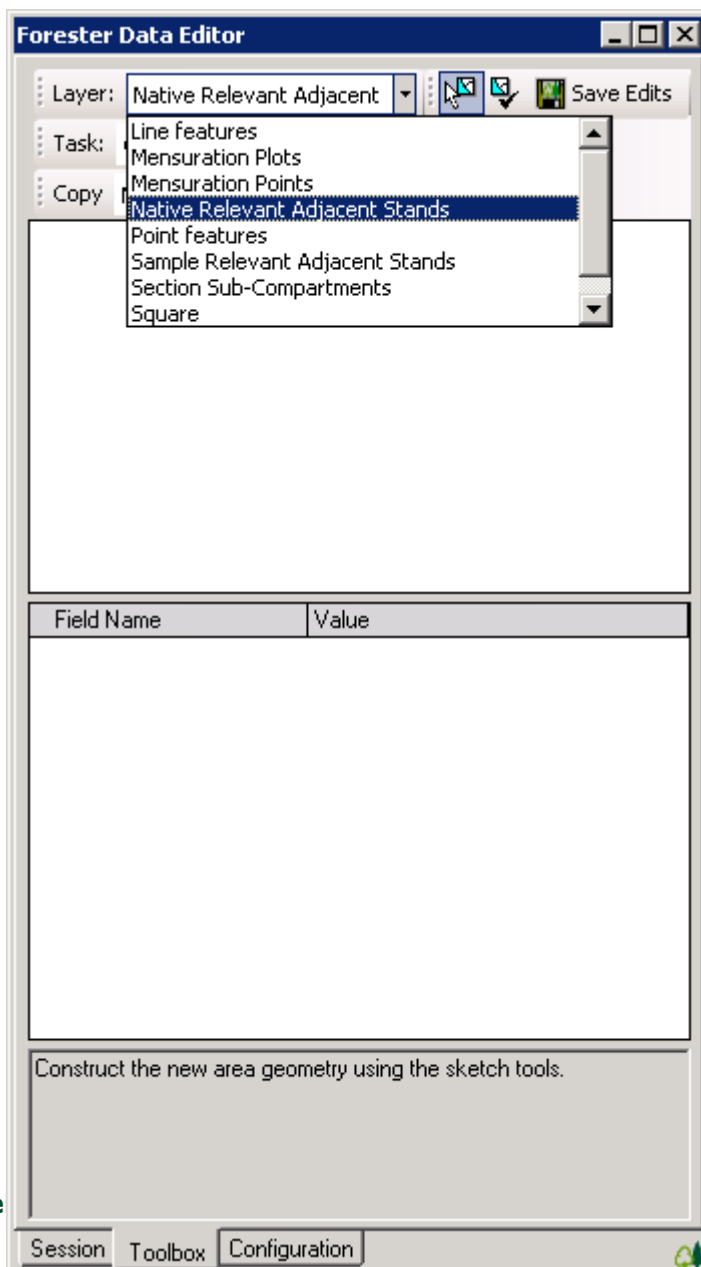 Forester Data Editor
Layer: Native Relevant Adjacent Save Edits
Task:
Copy
Line features
Mensuration Plots
Mensuration Points
Native Relevant Adjacent Stands
Point features
Sample Relevant Adjacent Stands
Section Sub-Compartments
Square
Field Name Value
Construct the new area geometry using the sketch tools.
e
Session Toolbox Configuration